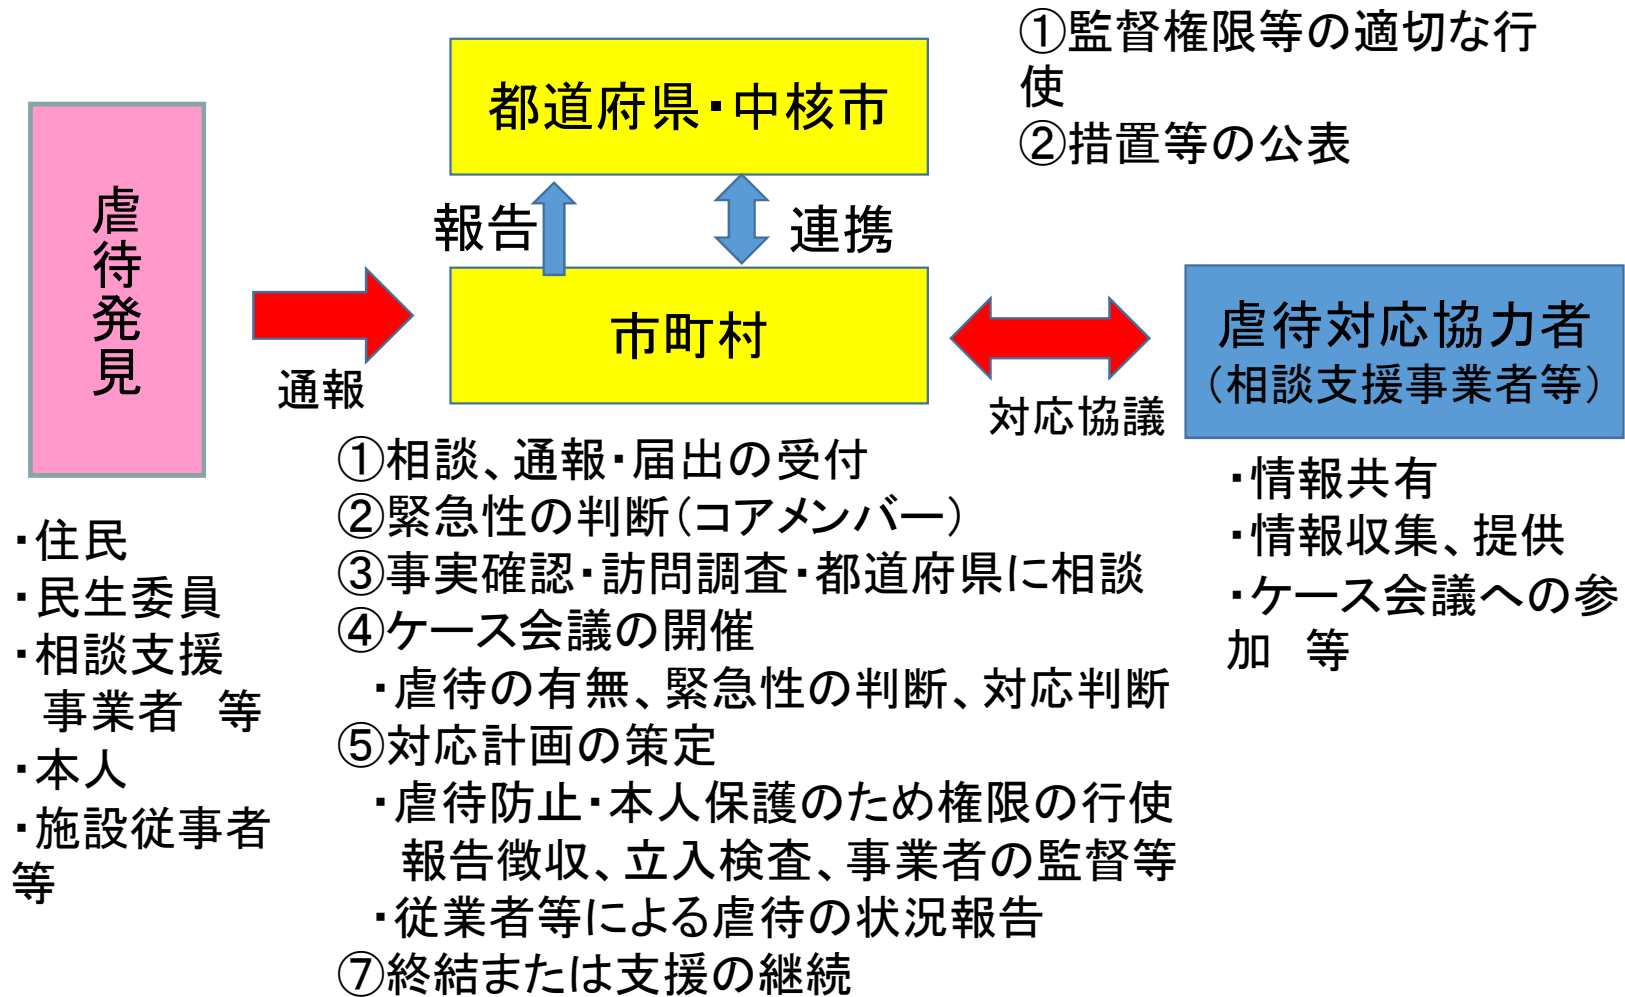 ①監督権限等の適切な行
使
②措置等の公表
都道府県・中核市
虐待発見
報告
連携
通報
市町村
対応協議
虐待対応協力者
（相談支援事業者等）
・住民
・民生委員
・相談支援
事業者　等
・本人
・施設従事者
等
①相談、通報・届出の受付
②緊急性の判断（コアメンバー）
③事実確認・訪問調査・都道府県に相談
④ケース会議の開催
・虐待の有無、緊急性の判断、対応判断
⑤対応計画の策定
・虐待防止・本人保護のため権限の行使
報告徴収、立入検査、事業者の監督等
・従業者等による虐待の状況報告
⑦終結または支援の継続
・情報共有
・情報収集、提供
・ケース会議への参
加　等